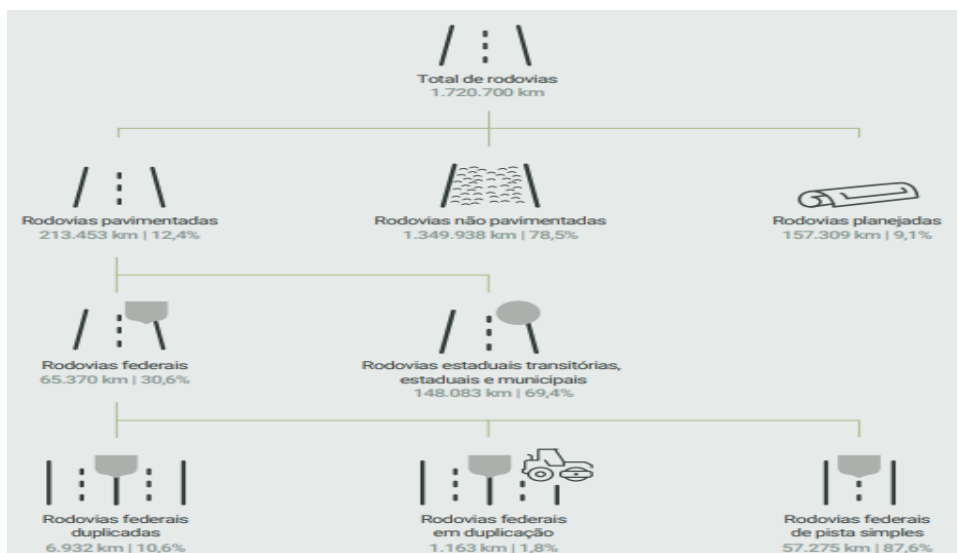 Total de rodovias
1.720.700 km
Rodovias pavimentadas
213.453 km | 12,4%
Rodovias não pavimentadas
1.349.938 km | 78,5%
Rodovias planejadas
157.309 km | 9,1%
Rodovias federais
65.370 km | 30,6%
Rodovias estaduais transitórias,
estaduais e municipais
148.083 km | 69,4%
Rodovias federais
duplicadas
6.932 km | 10,6%
Rodovias federais
em duplicação
1.163 km | 1,8%
Rodovias federais
de pista simples
57.275 km | 87,6%